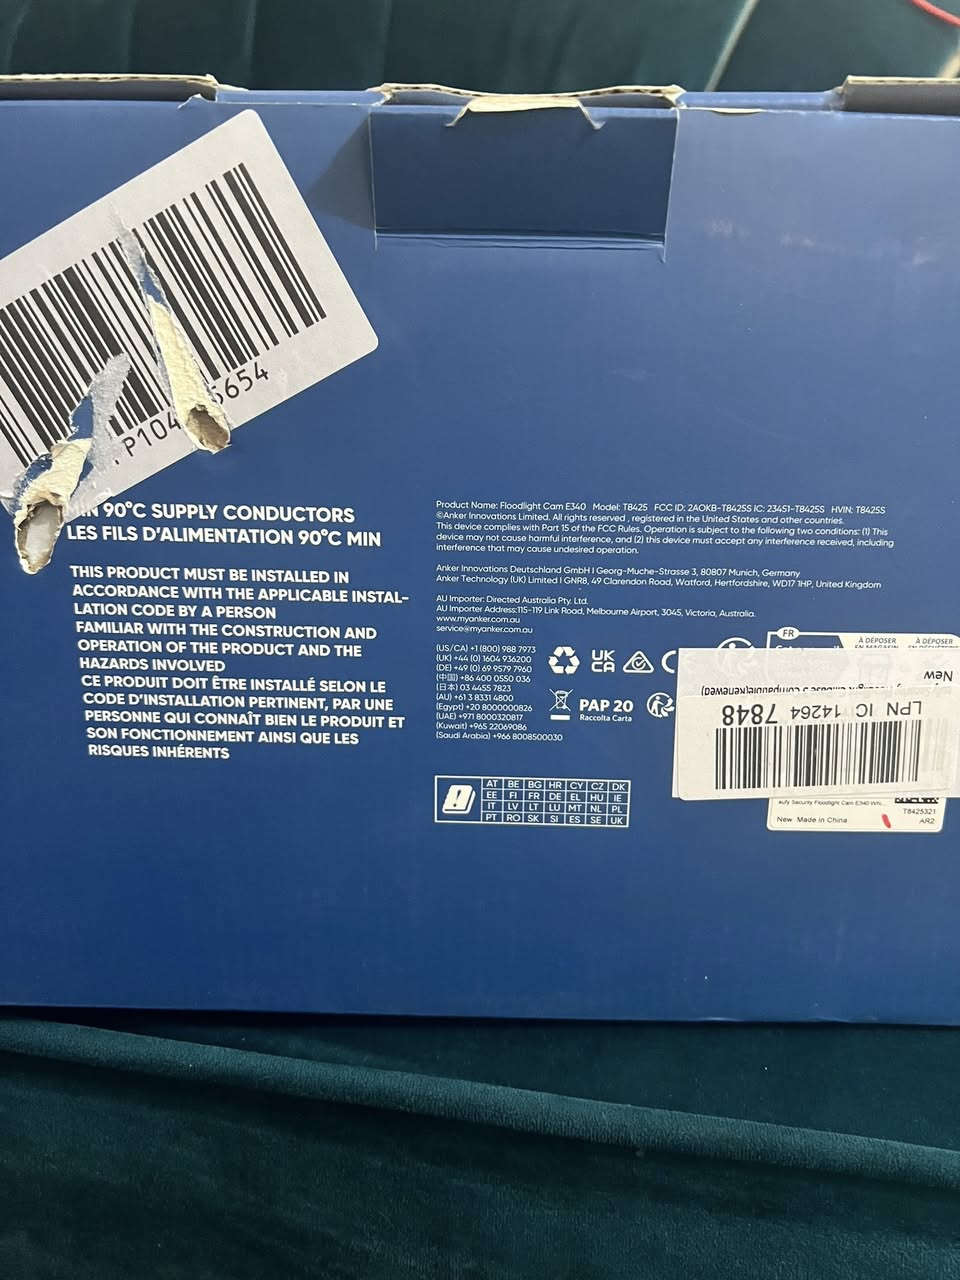 P104
5654
MIN 90°C SUPPLY CONDUCTORS
LES FILS D'ALIMENTATION 90°C MIN
THIS PRODUCT MUST BE INSTALLED IN
ACCORDANCE WITH THE APPLICABLE INSTAL-
LATION CODE BY A PERSON
FAMILIAR WITH THE CONSTRUCTION AND
OPERATION OF THE PRODUCT AND THE
HAZARDS INVOLVED
CE PRODUIT DOIT ÊTRE INSTALLÉ SELON LE
CODE D'INSTALLATION PERTINENT, PAR UNE
PERSONNE QUI CONNAÎT BIEN LE PRODUIT ET
SON FONCTIONNEMENT AINSI QUE LES
RISQUES INHÉRENTS
Product Name: Floodlight Cam E340 Model: T8425 FCC ID: 2AOKB-T8425S IC: 23451-T8425S HVIN: T8425S
©Anker Innovations Limited. All rights reserved , registered in the United States and other countries.
This device complies with Part 15 of the FCC Rules. Operation is subject to the following two conditions: (1) This
device may not cause harmful interference, and (2) this device must accept any interference received, including
interference that may cause undesired operation.
Anker Innovations Deutschland GmbH I Georg-Muche-Strasse 3, 80807 Munich, Germany
Anker Technology (UK) Limited I GNR8, 49 Clarendon Road, Watford, Hertfordshire, WD17 1HP, United Kingdom
AU Importer: Directed Australia Pty. Ltd.
AU Importer Address:115-119 Link Road, Melbourne Airport, 3045, Victoria, Australia.
www.myanker.com
service@myanker.com
(US/CA) +1 (800) 988 7973
(UK) +44 (0) 1604 936200
(DE) +49 (0) 69 9579 7960
(中国) +86 400 0550 036
(日本) 03 4455 7823
(AU) +61 3 8331 4800
(Egypt) +20 8000000826
(UAE) +971 8000320817
(Kuwait) +965 22069086
(Saudi Arabia) +966 8008500030
UK
CA
PAP 20
Raccolta Carta
FR
À DÉPOSER
EN MAGASIN
À DÉPOSER
New
LPN IC 14264 7848
eufy Security Floodlight Cam E340 Whi...
T8425321
New Made in China
AR2
AT BE BG HR CY CZ DK
EE FI FR DE EL HU IE
IT LV LT LU MT NL PL
PT RO SK SI ES SE UK